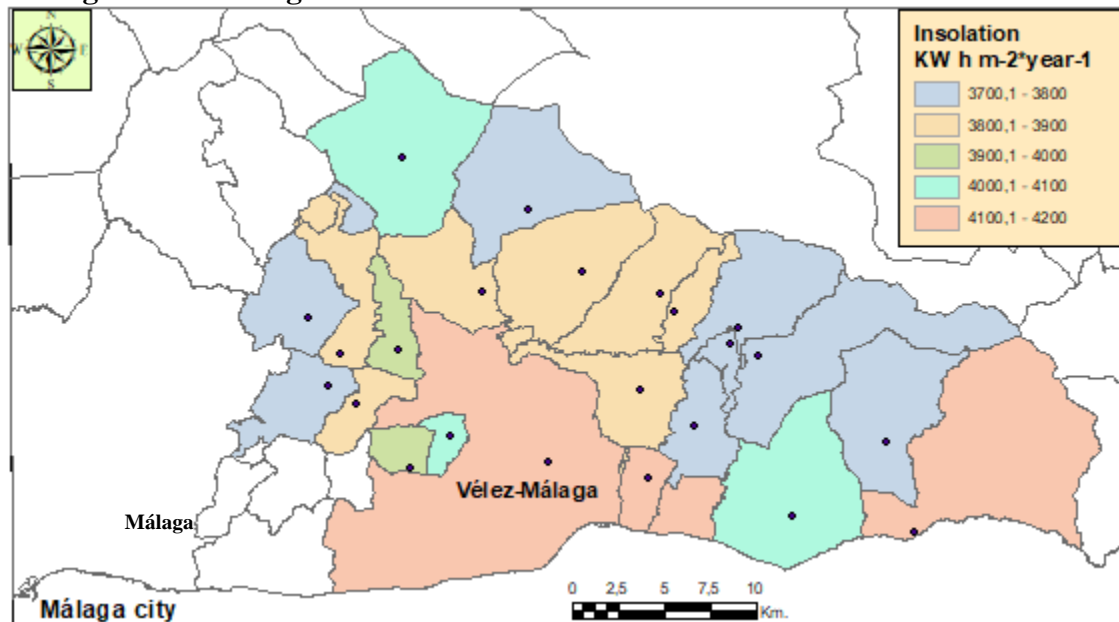 N
W E
S
Insolation
KW h m-2*year-1
3700,1 - 3800
3800,1 - 3900
3900,1 - 4000
4000,1 - 4100
4100,1 - 4200
Vélez-Málaga
Málaga
0 2,5 5 7,5 10
Km.
Málaga city